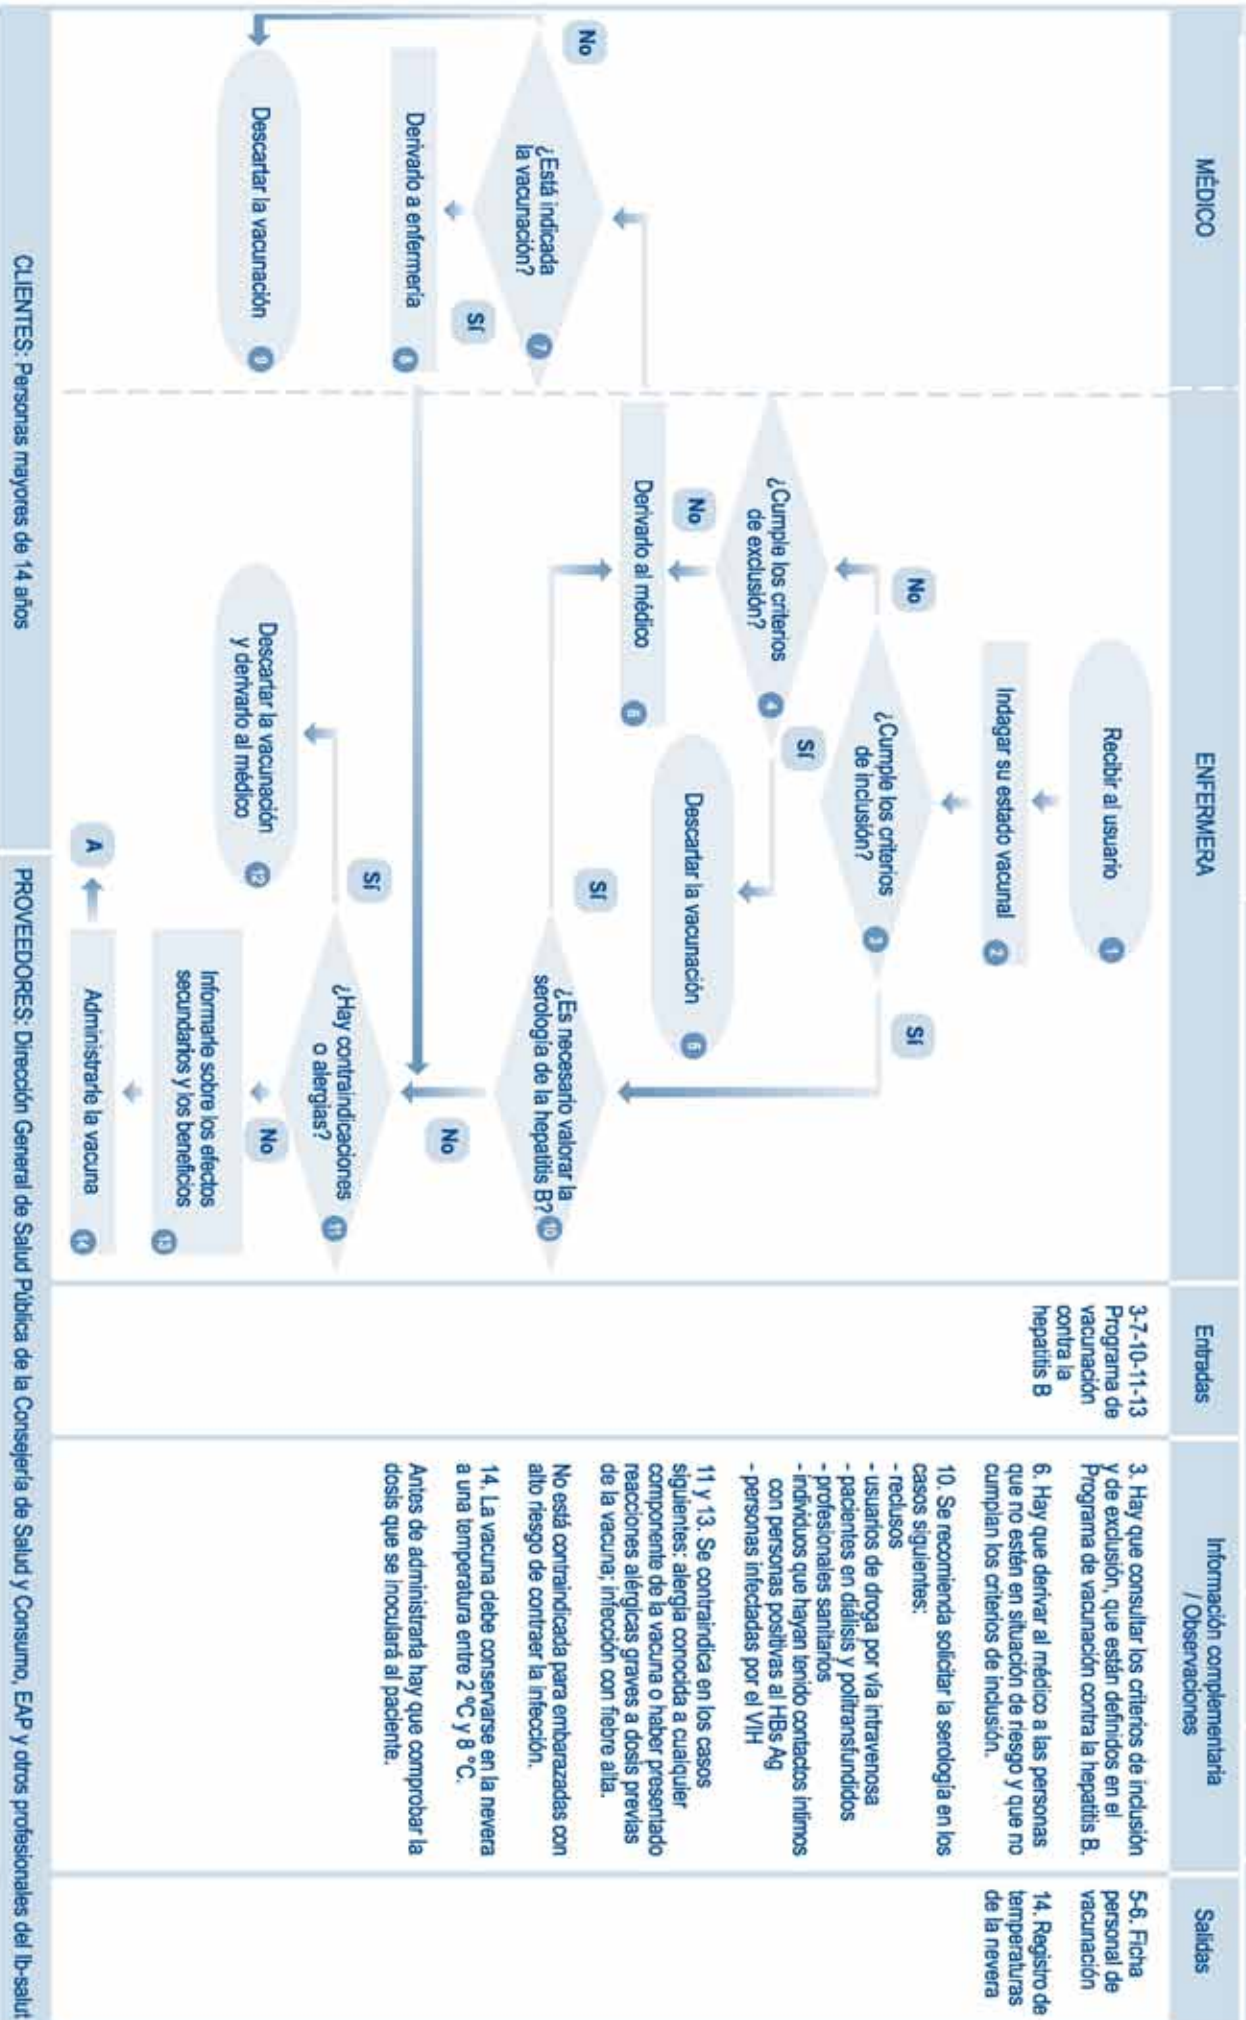 MÉDICO
ENFERMERA
Entradas
Información complementaria
/ Observaciones
Salidas
Recibir al usuario
1
Indagar su estado vacunal
2
¿Cumple los criterios
de inclusión?
3
No
Sí
¿Cumple los criterios
de exclusión?
4
Sí
No
Descartar la vacunación
5
Derivarlo al médico
6
¿Está indicada
la vacunación?
7
No
Sí
Derivarlo a enfermería
8
Descartar la vacunación
9
¿Es necesario valorar la
serología de la hepatitis B?
10
Sí
No
¿Hay contraindicaciones
o alergias?
11
Sí
No
Descartar la vacunación
y derivarlo al médico
12
Informarle sobre los efectos
secundarios y los beneficios
13
Administrarle la vacuna
14
A
3-7-10-11-13
Programa de
vacunación
contra la
hepatitis B
3. Hay que consultar los criterios de inclusión
y de exclusión, que están definidos en el
Programa de vacunación contra la hepatitis B.
6. Hay que derivar al médico a las personas
que no estén en situación de riesgo y que no
cumplan los criterios de inclusión.
10. Se recomienda solicitar la serología en los
casos siguientes:
- reclusos
- usuarios de droga por vía intravenosa
- pacientes en diálisis y politransfundidos
- profesionales sanitarios
- individuos que hayan tenido contactos íntimos
con personas positivas al HBs Ag
- personas infectadas por el VIH
11 y 13. Se contraindica en los casos
siguientes: alergia conocida a cualquier
componente de la vacuna o haber presentado
reacciones alérgicas graves a dosis previas
de la vacuna; infección con fiebre alta.
No está contraindicada para embarazadas con
alto riesgo de contraer la infección.
14. La vacuna debe conservarse en la nevera
a una temperatura entre 2 °C y 8 °C.
Antes de administrarla hay que comprobar la
dosis que se inoculará al paciente.
5-6. Ficha
personal de
vacunación
14. Registro de
temperaturas
de la nevera
CLIENTES: Personas mayores de 14 años
PROVEEDORES: Dirección General de Salud Pública de la Consejería de Salud y Consumo, EAP y otros profesionales del Ib-salut